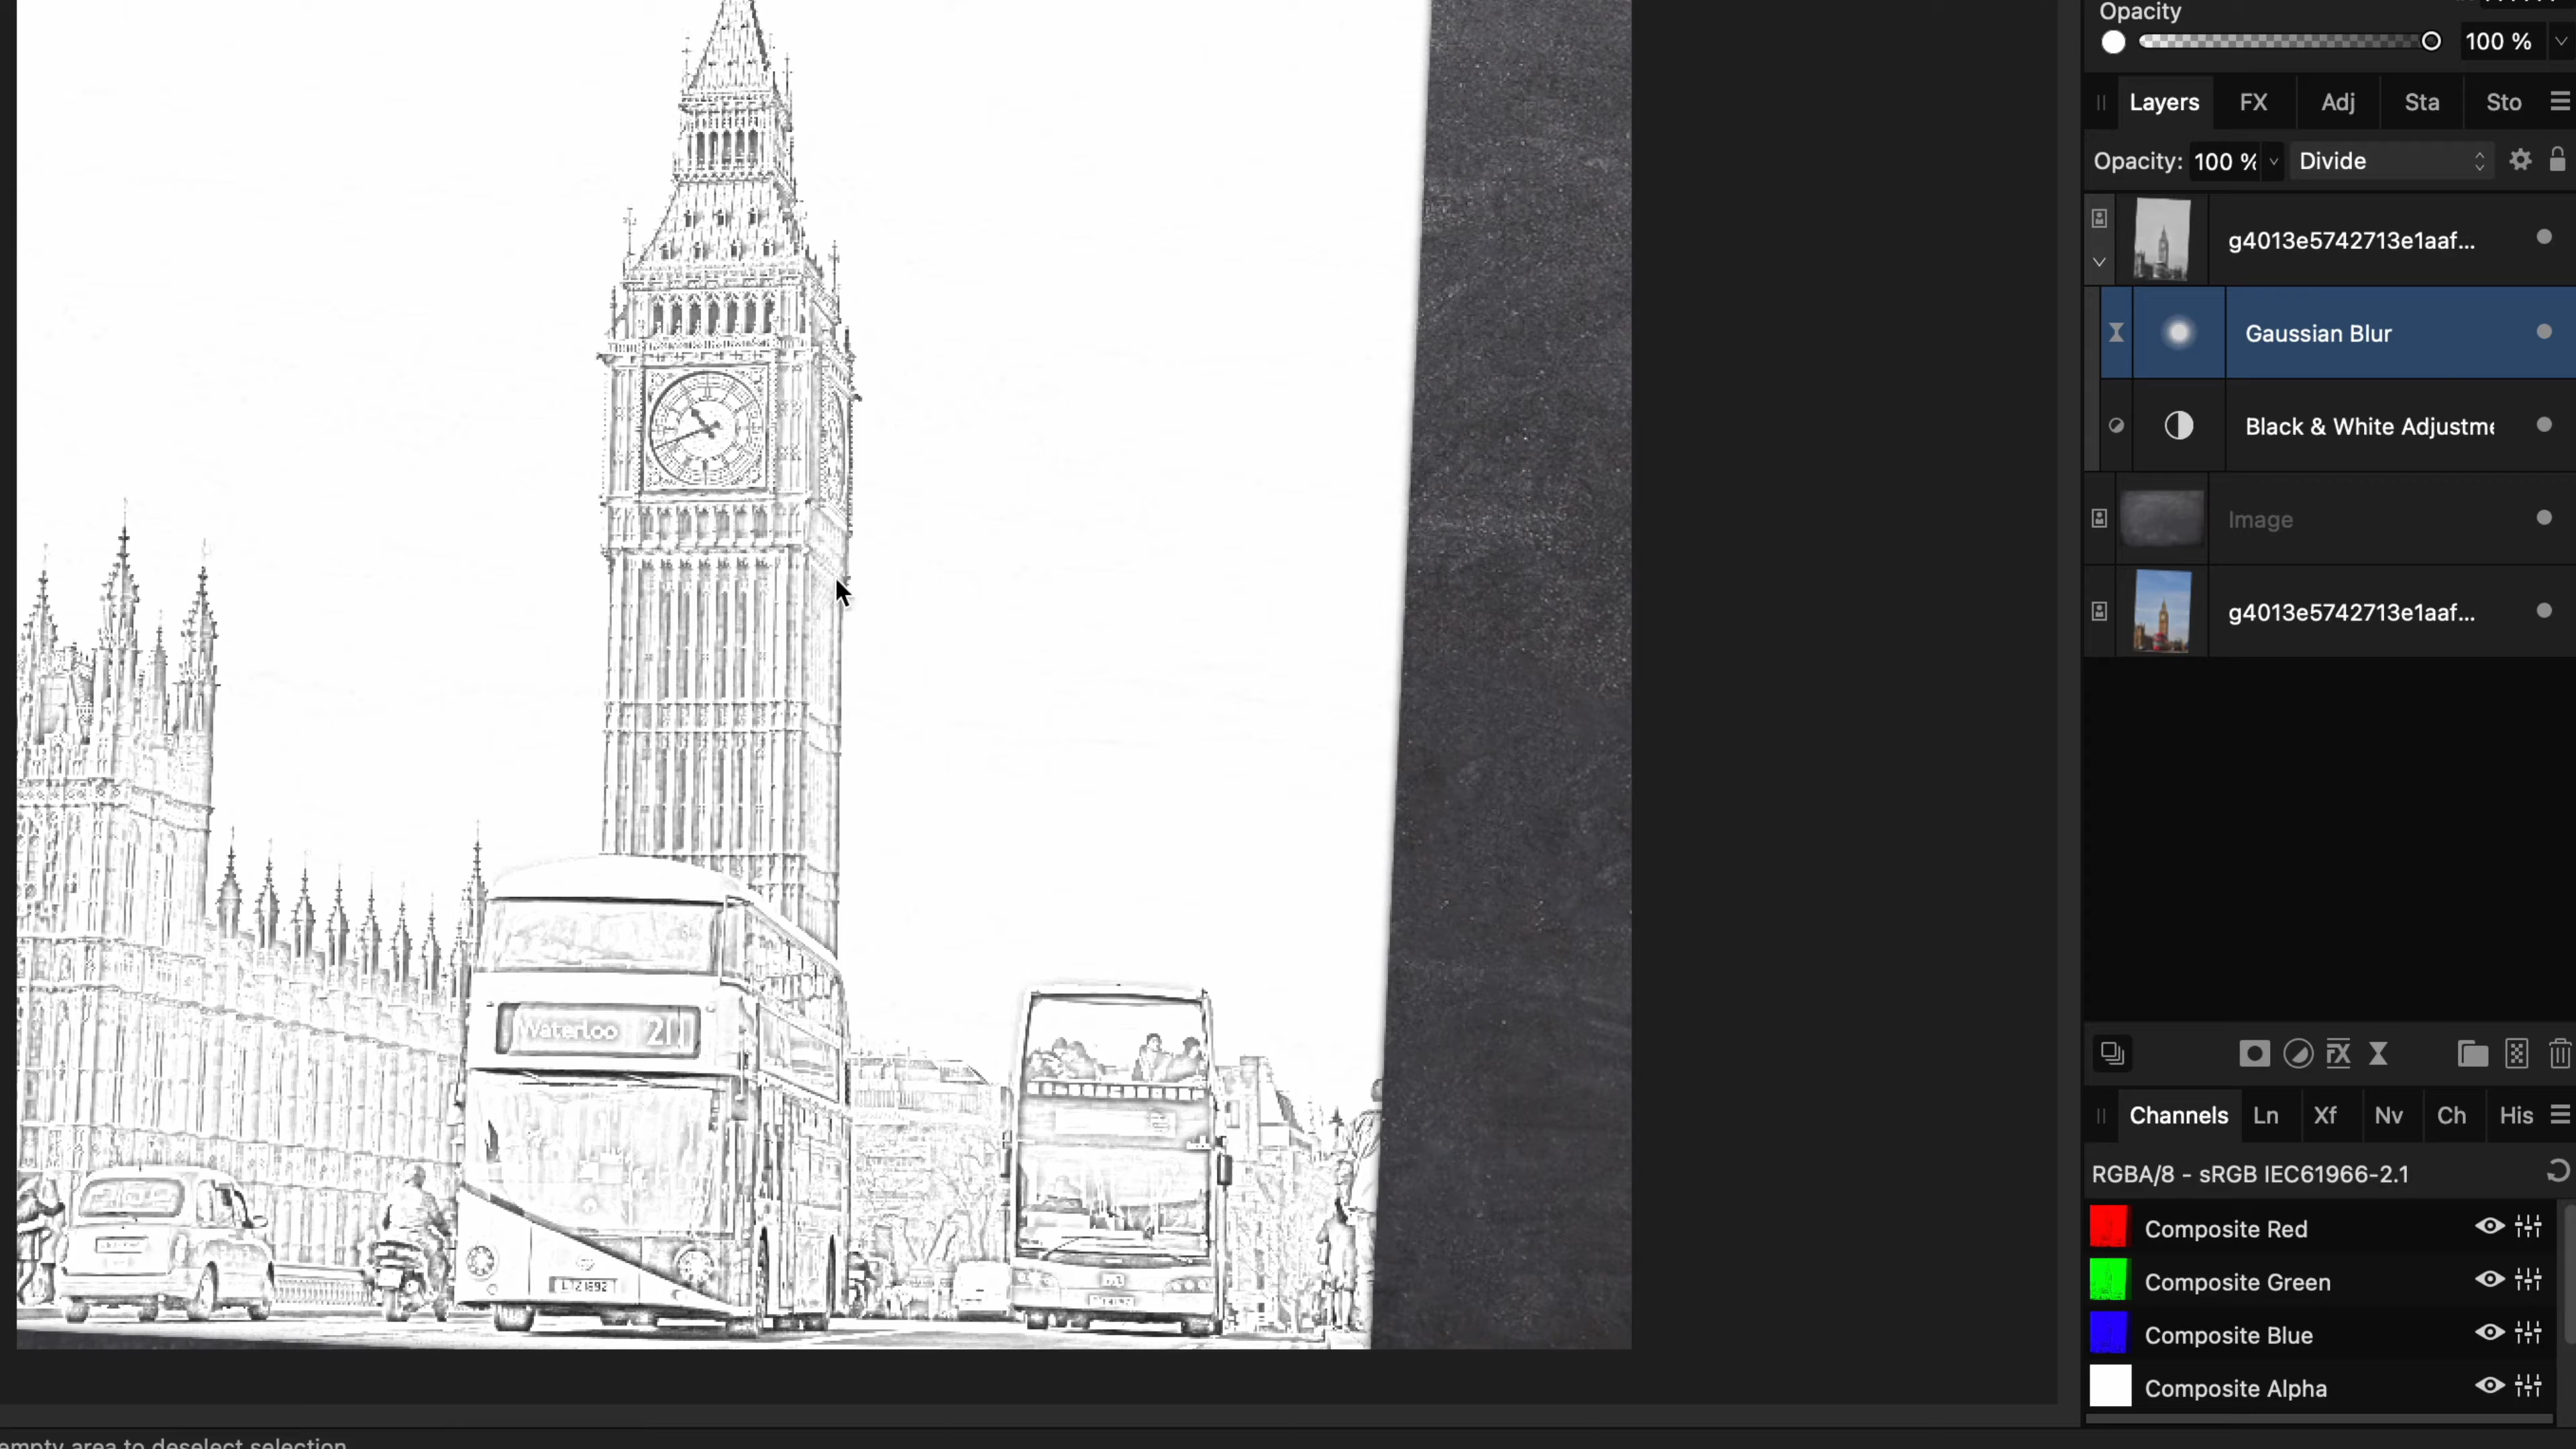 Opacity
100 %
Layers FX Adj Sta Sto
Opacity: 100 % Divide
g4013e5742713e1aaf...
Gaussian Blur
Black & White Adjustme
Image
g4013e5742713e1aaf...
Waterloo
Channels Ln Xf Nv Ch His
RGBA/8 - sRGB IEC61966-2.1
Composite Red
Composite Green
Composite Blue
Composite Alpha
empty area to deselect selection